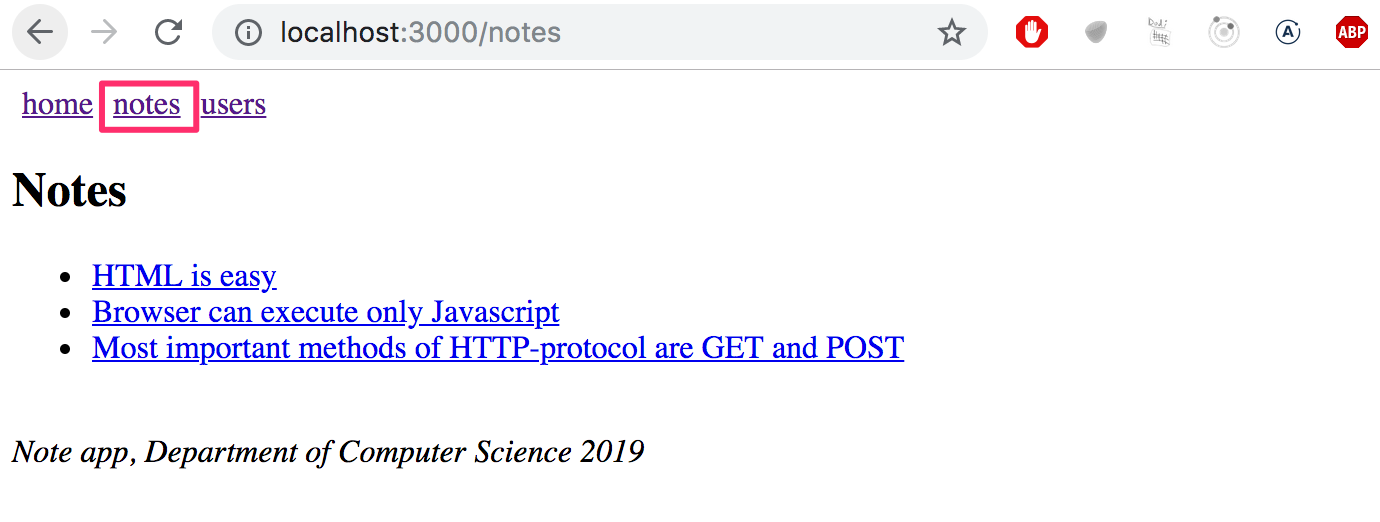 localhost:3000/notes
ABP
home notes users
Notes
HTML is easy
Browser can execute only Javascript
Most important methods of HTTP-protocol are GET and POST
Note app, Department of Computer Science 2019